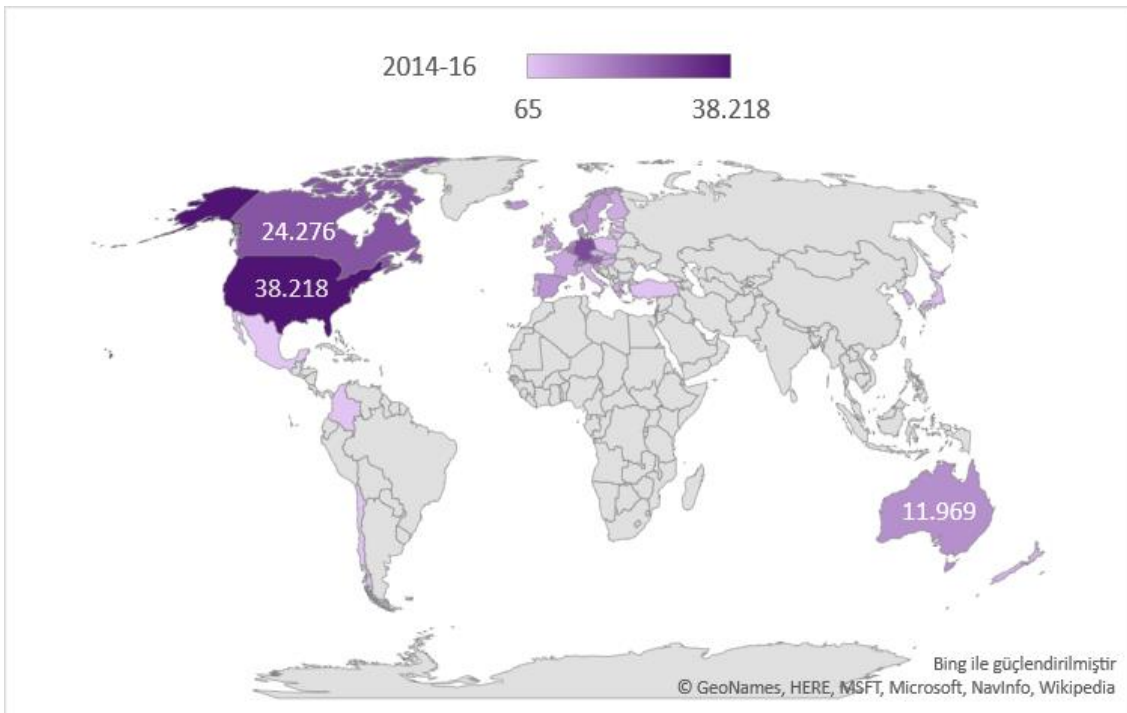 2014-16
65 38.218
24.276
38.218
11.969
Bing ile güçlendirilmiştir
© GeoNames, HERE, MSFT, Microsoft, NavInfo, Wikipedia